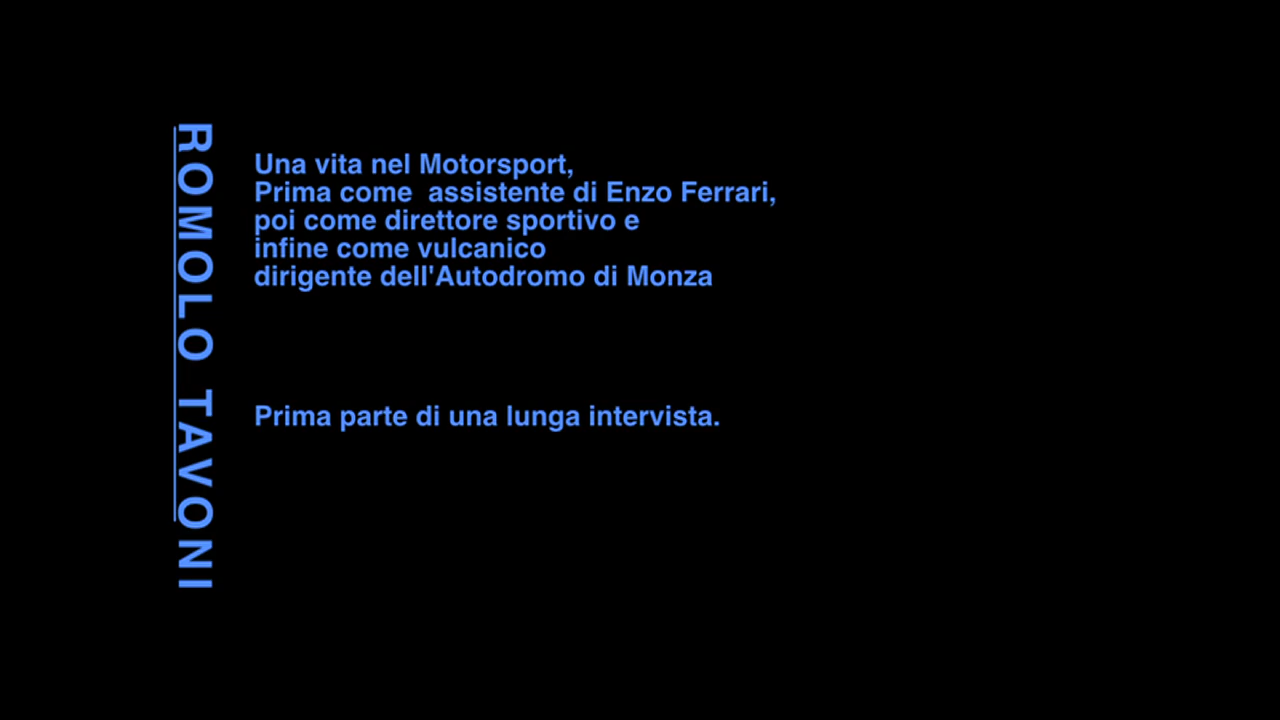 ROMOLO TAVONI
Una vita nel Motorsport,
Prima come  assistente di Enzo Ferrari,
poi come direttore sportivo e
infine come vulcanico
dirigente dell'Autodromo di Monza
Prima parte di una lunga intervista.